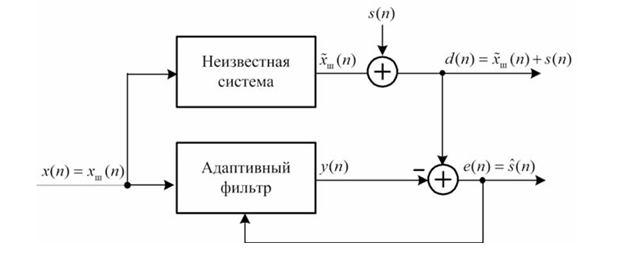 s(n)
Неизвестная
система
x̃ш(n)
d(n) = x̃ш(n) + s(n)
x(n) = xш(n)
Адаптивный
фильтр
y(n)
e(n) = ŝ(n)